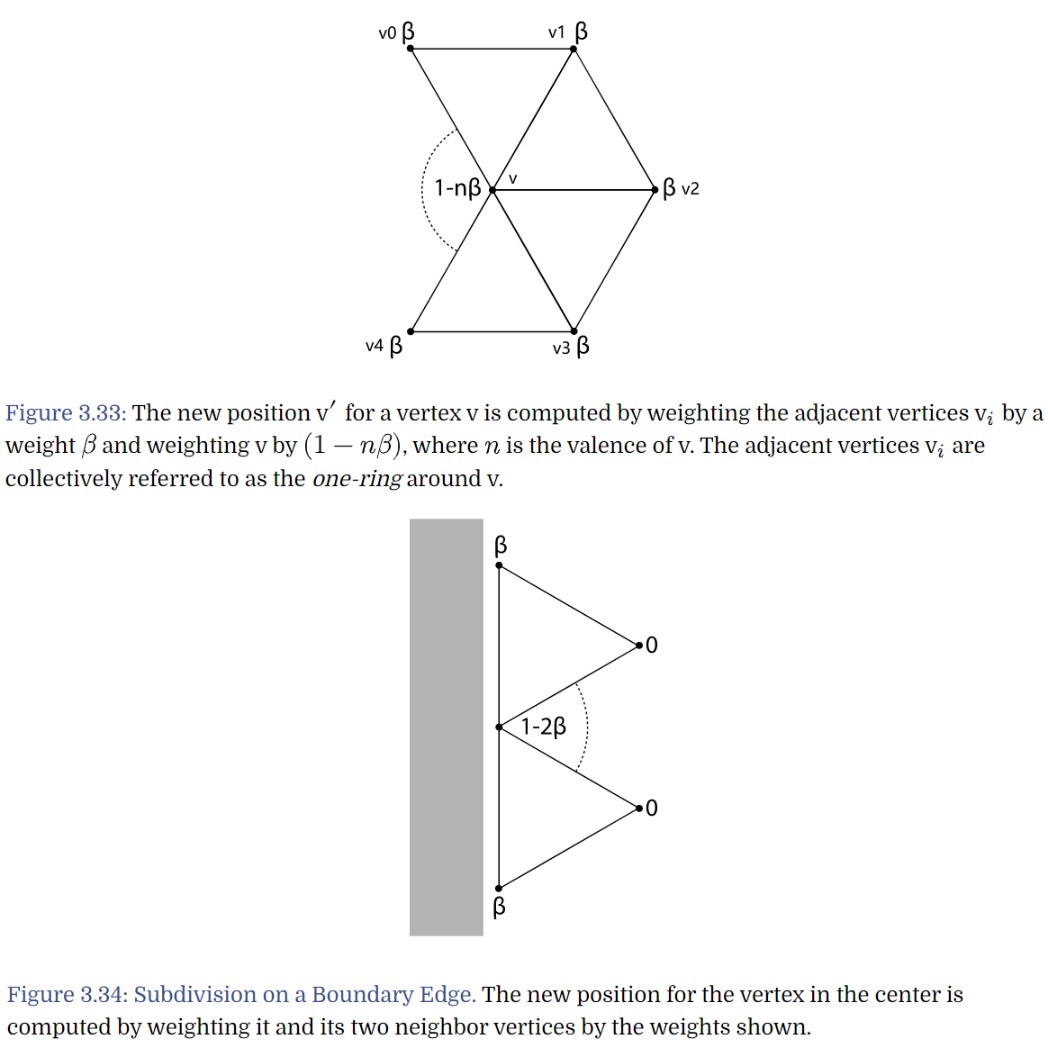 v0 β v1 β
1-nβ v β v2
v4 β v3 β
Figure 3.33: The new position v′ for a vertex v is computed by weighting the adjacent vertices vᵢ by a
weight β and weighting v by (1 − nβ), where n is the valence of v. The adjacent vertices vᵢ are
collectively referred to as the one-ring around v.
β
0
1-2β
0
β
Figure 3.34: Subdivision on a Boundary Edge. The new position for the vertex in the center is
computed by weighting it and its two neighbor vertices by the weights shown.